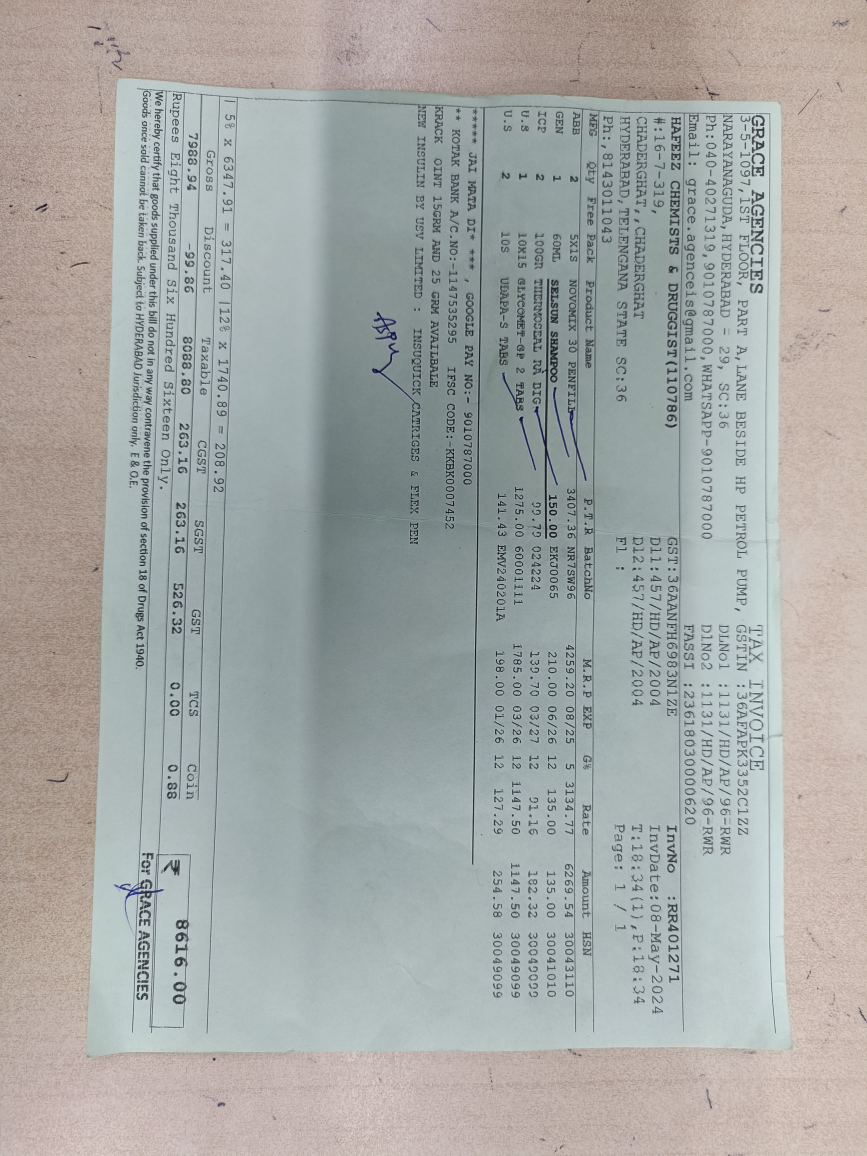 GRACE AGENCIES TAX INVOICE
3-5-1097,1ST FLOOR, PART A,LANE BESIDE HP PETROL PUMP, GSTIN :36AFAPK3352C1ZZ
NARAYANAGUDA,HYDERABAD = 29, SC:36 DLNo1 :1131/HD/AP/96-RWR
Ph:040-40271319,9010787000,WHATSAPP-9010787000 DLNo2 :1131/HD/AP/96-RWR
Email: grace.agenceis@gmail.com FASSI :23618030000620
HAFEEZ CHEMISTS & DRUGGIST(110786) GST:36AANFH6983N1ZE InvNo :RR401271
#:16-7-319, D11:457/HD/AP/2004 InvDate:08-May-2024
CHADERGHAT,,CHADERGHAT D12:457/HD/AP/2004 T:18:34(1),P:18:34
HYDERABAD,TELENGANA STATE SC:36 Fl : Page: 1 / 1
Ph:,8143011043
MFG Qty Free Pack Product Name P.T.R BatchNo M.R.P EXP G% Rate Amount HSN
ABB 2 5X1S NOVOMIX 30 PENFILL 3407.36 NR7SW96 4259.20 08/25 5 3134.77 6269.54 30043110
GEN 1 60ML SELSUN SHAMPOO 150.00 EKJ0065 210.00 06/26 12 135.00 135.00 30041010
ICP 2 100GR THERMOSEAL RA BIG 99.79 024224 139.70 03/27 12 91.16 182.32 30049099
U.S 1 10X15 GLYCOMET-GP 2 TABS 1275.00 60001111 1785.00 03/26 12 1147.50 1147.50 30049099
U.S 2 10S UDAPA-S TABS 141.43 EMV240201A 198.00 01/26 12 127.29 254.58 30049099
***** JAI MATA DI* *** , GOOGLE PAY NO:- 9010787000
** KOTAK BANK A/C.NO:-1147535295 IFSC CODE:-KKBK0007452
KRACK OINT 15GRM AND 25 GRM AVAILBALE
NEW INSULIN BY USV LIMITED : INSUQUICK CATRIGES & FLEX PEN
| 5% x 6347.91 = 317.40 |12% x 1740.89 = 208.92
Gross Discount Taxable CGST SGST GST TCS Coin
7988.94 -99.86 8088.80 263.16 263.16 526.32 0.00 0.88
₹ 8616.00
Rupees Eight Thousand Six Hundred Sixteen Only.
We hereby certify that goods supplied under this bill do not in any way contravene the provision of section 18 of Drugs Act 1940.
Goods once sold cannot be taken back. Subject to HYDERABAD Jurisdiction only. E & O.E.
For GRACE AGENCIES